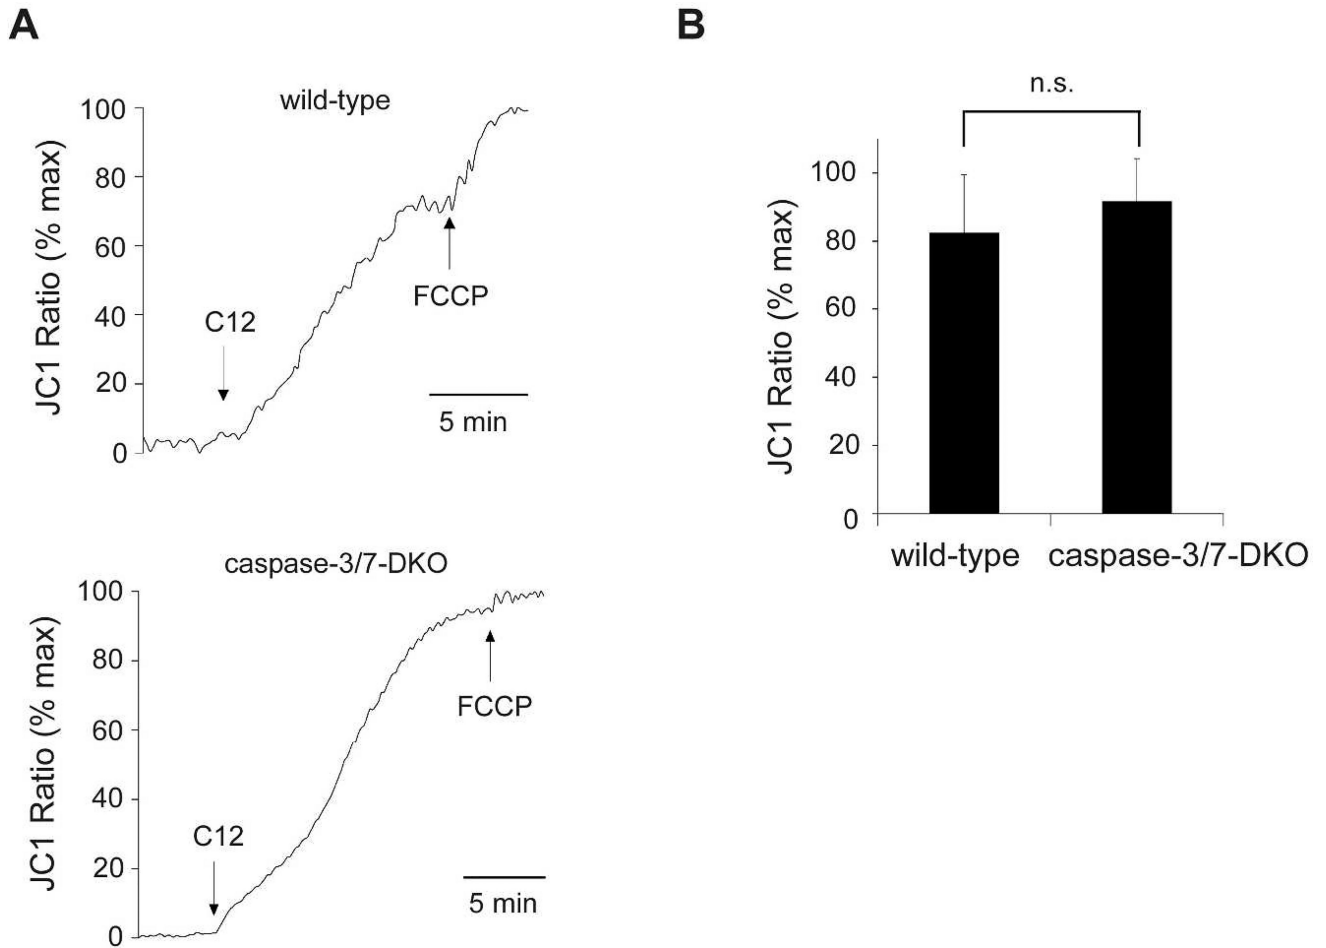 A
wild-type
JC1 Ratio (% max)
100
80
60
40
20
0
C12
FCCP
5 min
caspase-3/7-DKO
JC1 Ratio (% max)
100
80
60
40
20
0
C12
FCCP
5 min
B
n.s.
JC1 Ratio (% max)
100
80
60
40
20
0
wild-type caspase-3/7-DKO